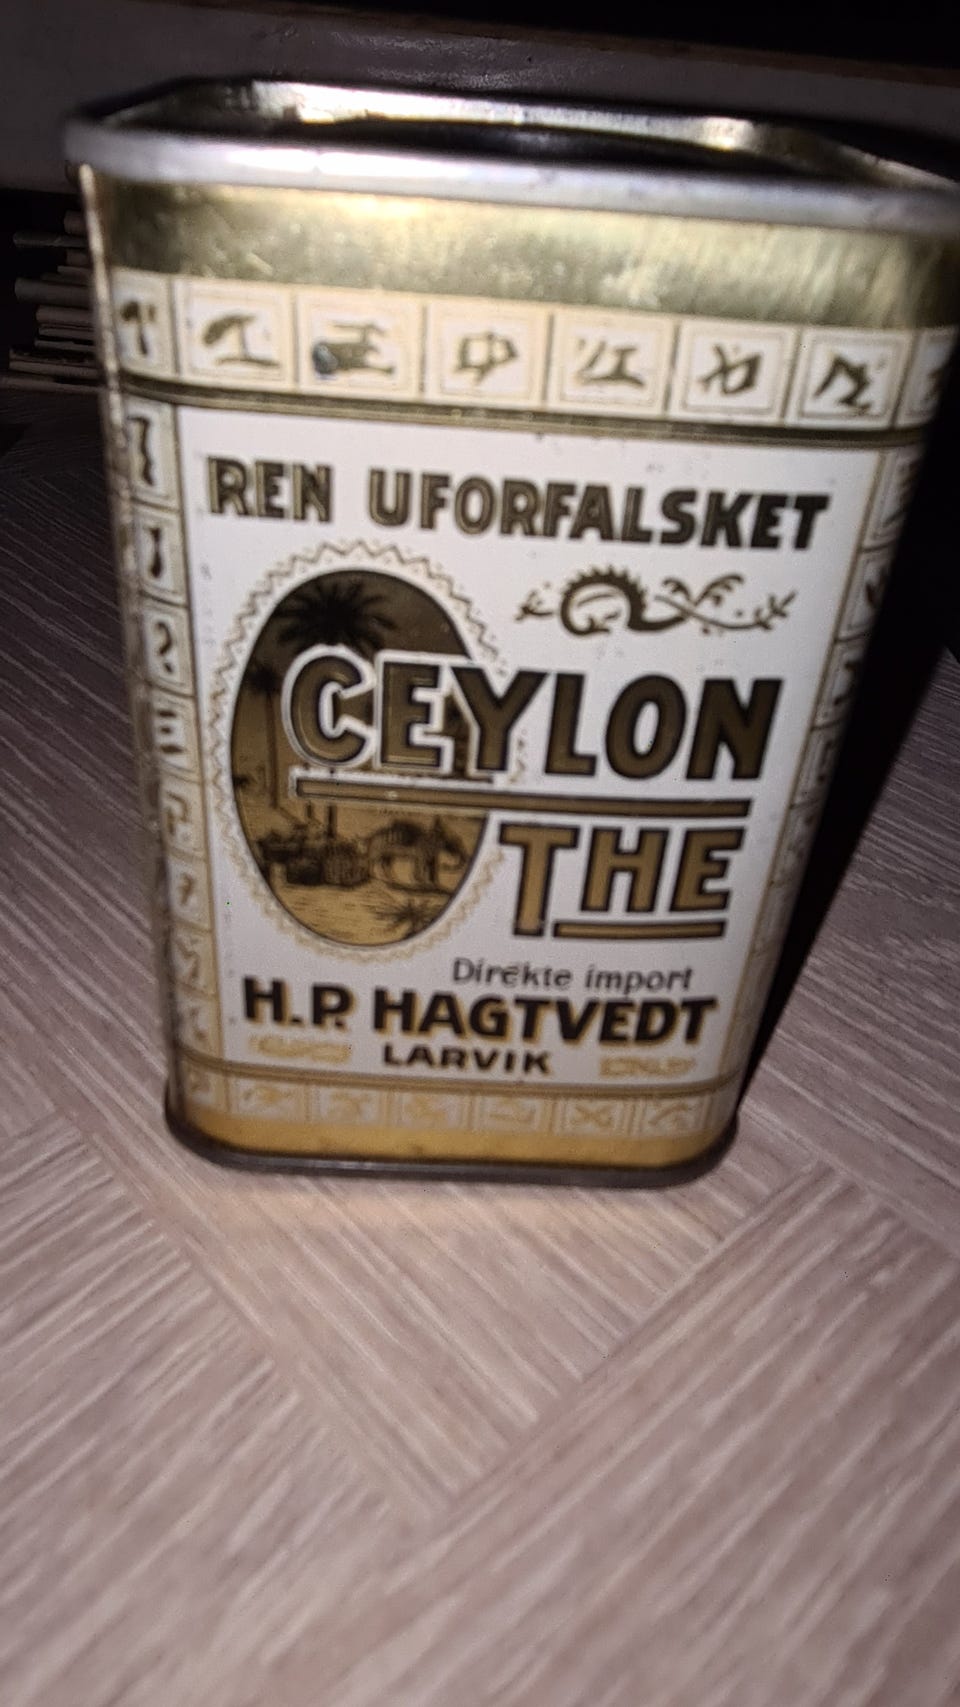 REN UFORFALSKET
CEYLON
THE
Direkte import
H.P. HAGTVEDT
LARVIK